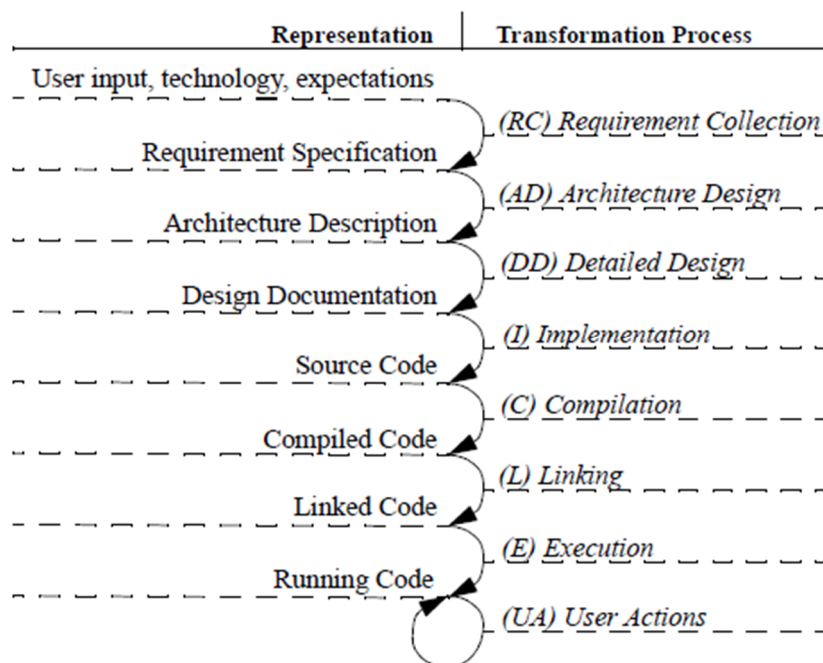 Representation Transformation Process
User input, technology, expectations
(RC) Requirement Collection
Requirement Specification
(AD) Architecture Design
Architecture Description
(DD) Detailed Design
Design Documentation
(I) Implementation
Source Code
(C) Compilation
Compiled Code
(L) Linking
Linked Code
(E) Execution
Running Code
(UA) User Actions